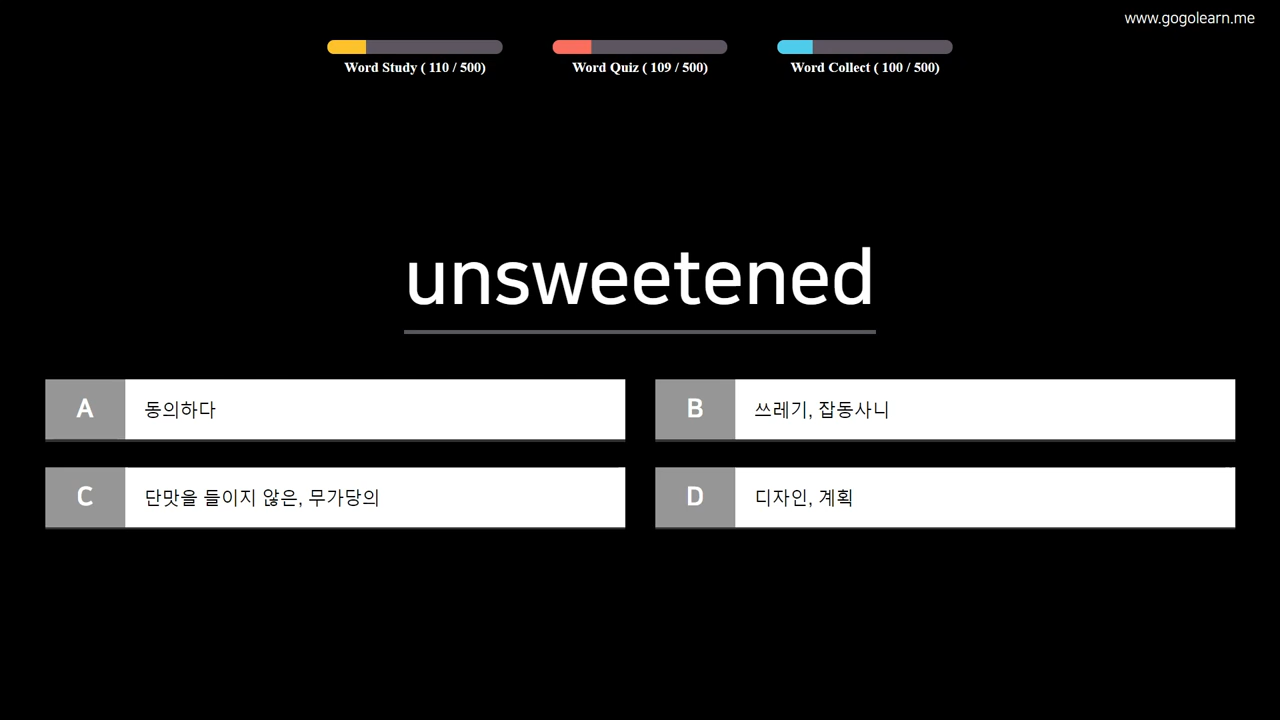 www.gogolearn.me
Word Study ( 110 / 500)
Word Quiz ( 109 / 500)
Word Collect ( 100 / 500)
unsweetened
A 동의하다
B 쓰레기, 잡동사니
C 단맛을 들이지 않은, 무가당의
D 디자인, 계획